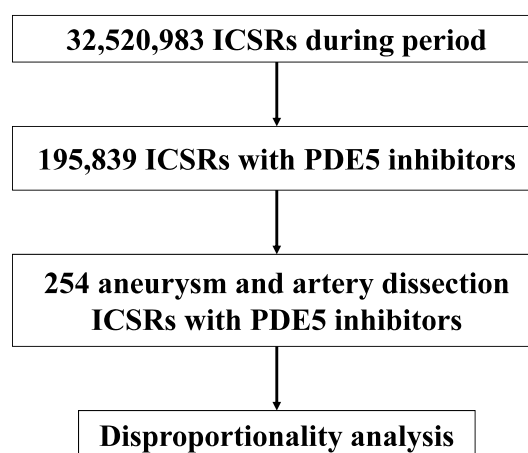 32,520,983 ICSRs during period
195,839 ICSRs with PDE5 inhibitors
254 aneurysm and artery dissection
ICSRs with PDE5 inhibitors
Disproportionality analysis